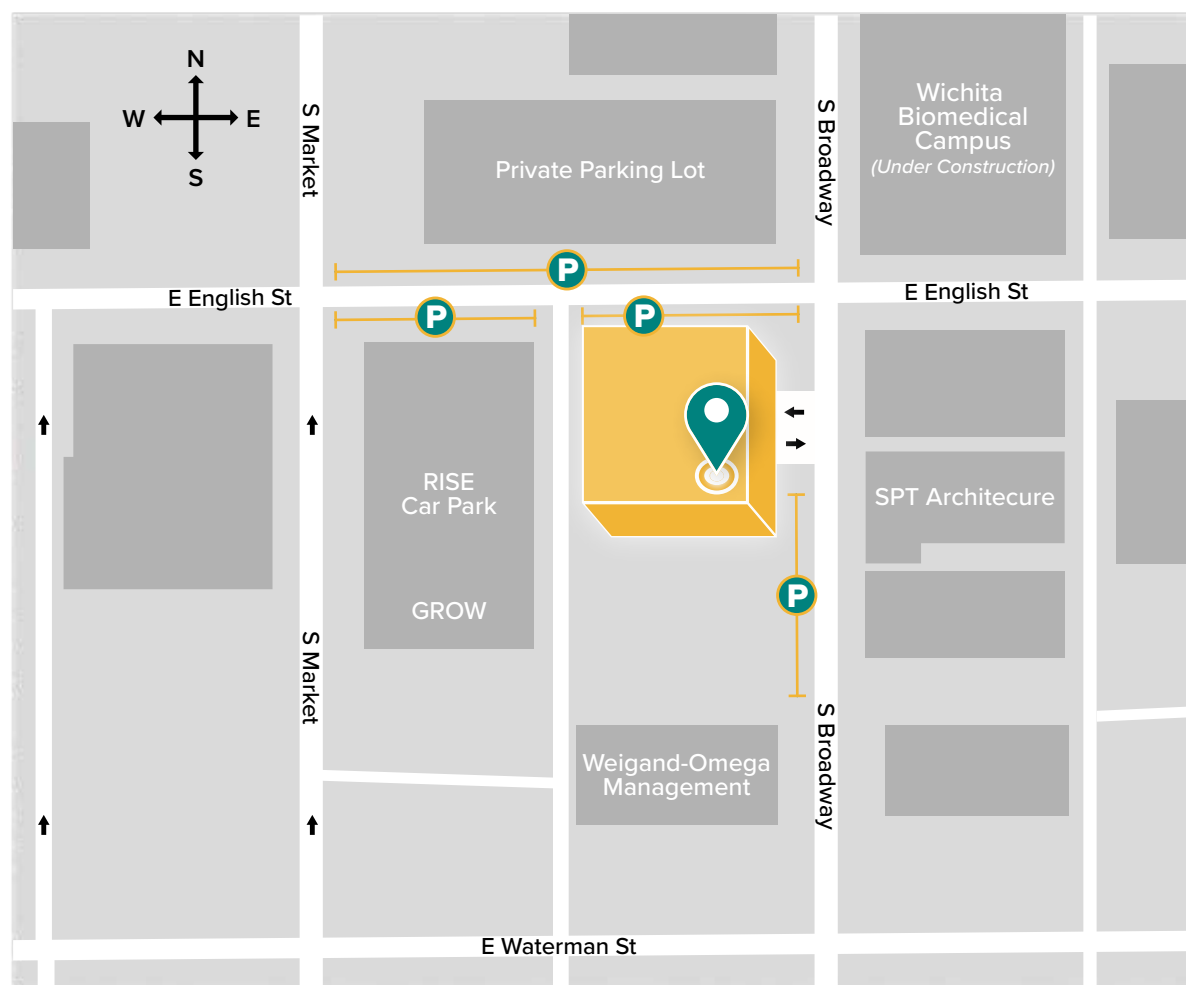 N
W
E
S
S Market
S Broadway
Wichita
Biomedical
Campus
(Under Construction)
Private Parking Lot
P
E English St
E English St
P
P
RISE
Car Park
SPT Architecure
P
GROW
S Market
S Broadway
Weigand-Omega
Management
E Waterman St